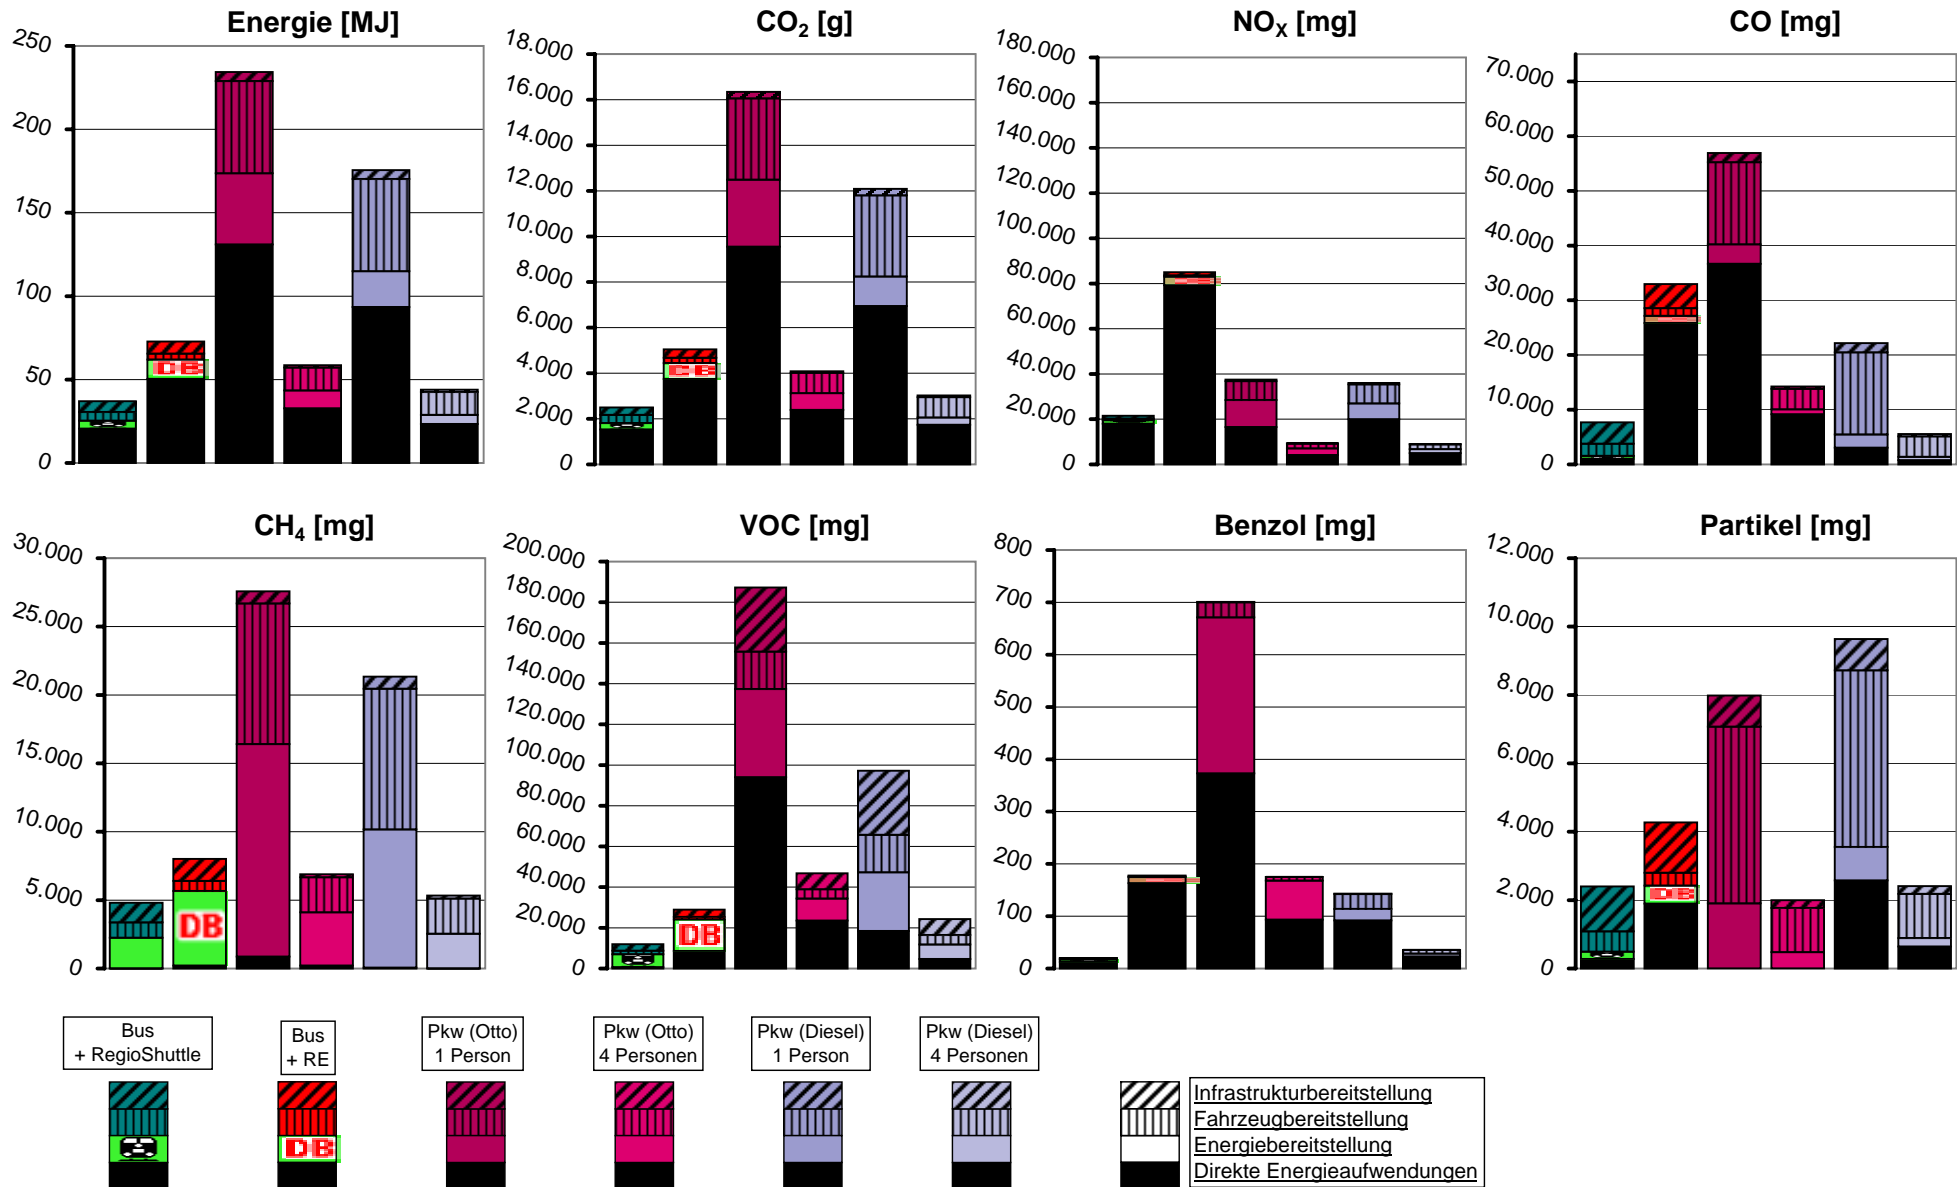 Energie [MJ]
250
200
150
100
50
0
CO₂ [g]
18.000
16.000
14.000
12.000
10.000
8.000
6.000
4.000
2.000
0
DB
DB
NOX [mg]
180.000
160.000
140.000
120.000
100.000
80.000
60.000
40.000
20.000
0
CO [mg]
70.000
60.000
50.000
40.000
30.000
20.000
10.000
0
CH₄ [mg]
30.000
25.000
20.000
15.000
10.000
5.000
0
DB
VOC [mg]
200.000
180.000
160.000
140.000
120.000
100.000
80.000
60.000
40.000
20.000
0
DB
Benzol [mg]
800
700
600
500
400
300
200
100
0
Partikel [mg]
12.000
10.000
8.000
6.000
4.000
2.000
0
DB
Bus
+ RegioShuttle
Bus
+ RE
Pkw (Otto)
1 Person
Pkw (Otto)
4 Personen
Pkw (Diesel)
1 Person
Pkw (Diesel)
4 Personen
DB
Infrastrukturbereitstellung
Fahrzeugbereitstellung
Energiebereitstellung
Direkte Energieaufwendungen